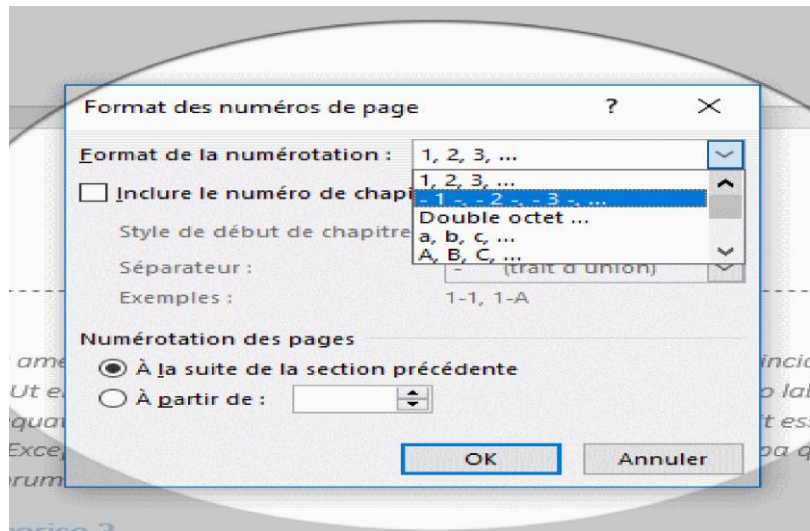 Format des numéros de page ? ×
Format de la numérotation : 1, 2, 3, ...
1, 2, 3, ...
Inclure le numéro de chapi - 1 -, - 2 -, - 3 -, ...
Double octet ...
Style de début de chapitre a, b, c, ...
A, B, C, ...
Séparateur : - (trait d'union)
Exemples : 1-1, 1-A
Numérotation des pages
À la suite de la section précédente
À partir de :
OK Annuler